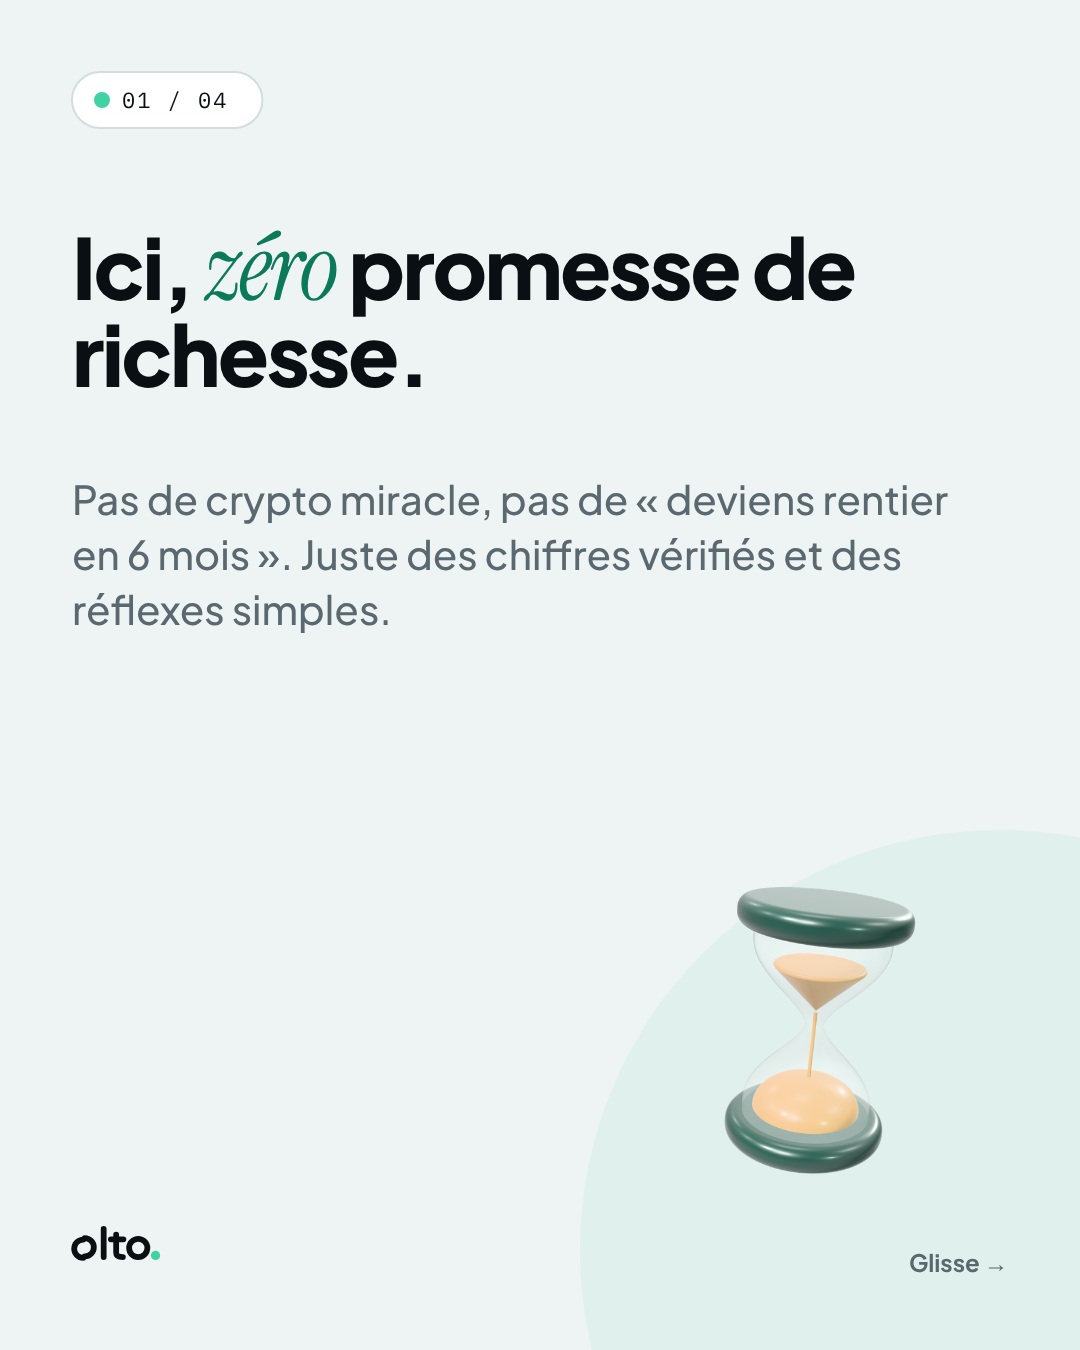 01 / 04
Ici, zéro promesse de
richesse.
Pas de crypto miracle, pas de « deviens rentier
en 6 mois ». Juste des chiffres vérifiés et des
réflexes simples.
olto.
Glisse →